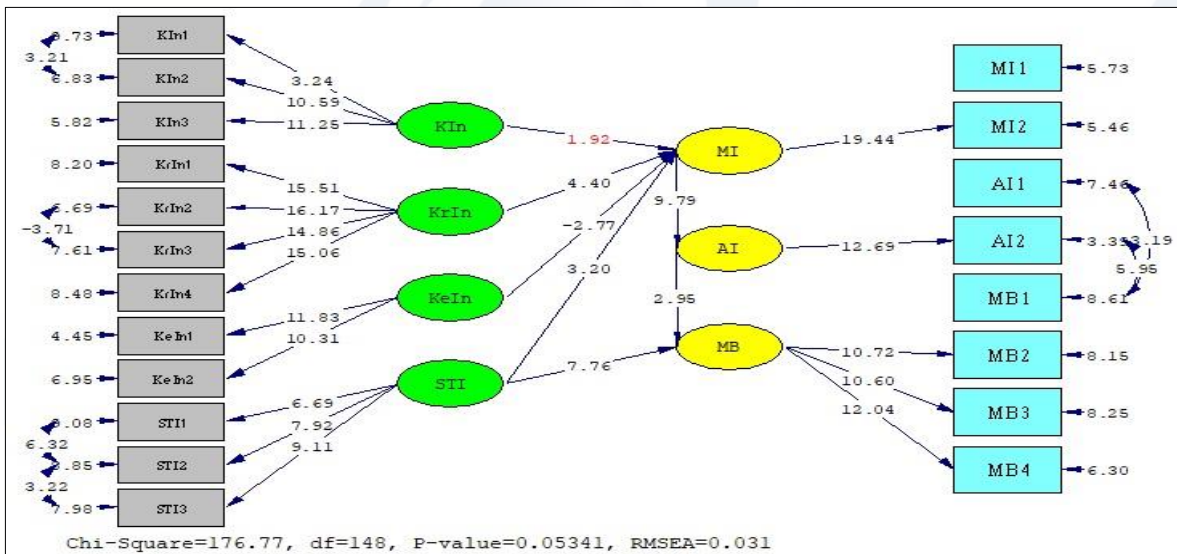 KIn1
3.21
6.83 KIn2
5.82 KIn3
8.20 KrIn1
KrIn2
-3.71
7.61 KrIn3
8.48 KrIn4
4.45 KeIn1
6.95 KeIn2
STI1
6.32
STI2
3.22
7.98 STI3
3.24
10.59
11.25
15.51
16.17
14.86
15.06
11.83
10.31
6.69
7.92
9.11
KIn
KrIn
KeIn
STI
1.92
4.40
-2.77
3.20
7.76
MI
9.79
AI
2.95
MB
19.44
12.69
10.72
10.60
12.04
MI1 5.73
MI2 5.46
AI1 7.46
AI2 3.39 3.19
5.95
MB1 8.61
MB2 8.15
MB3 8.25
MB4 6.30
Chi-Square=176.77, df=148, P-value=0.05341, RMSEA=0.031